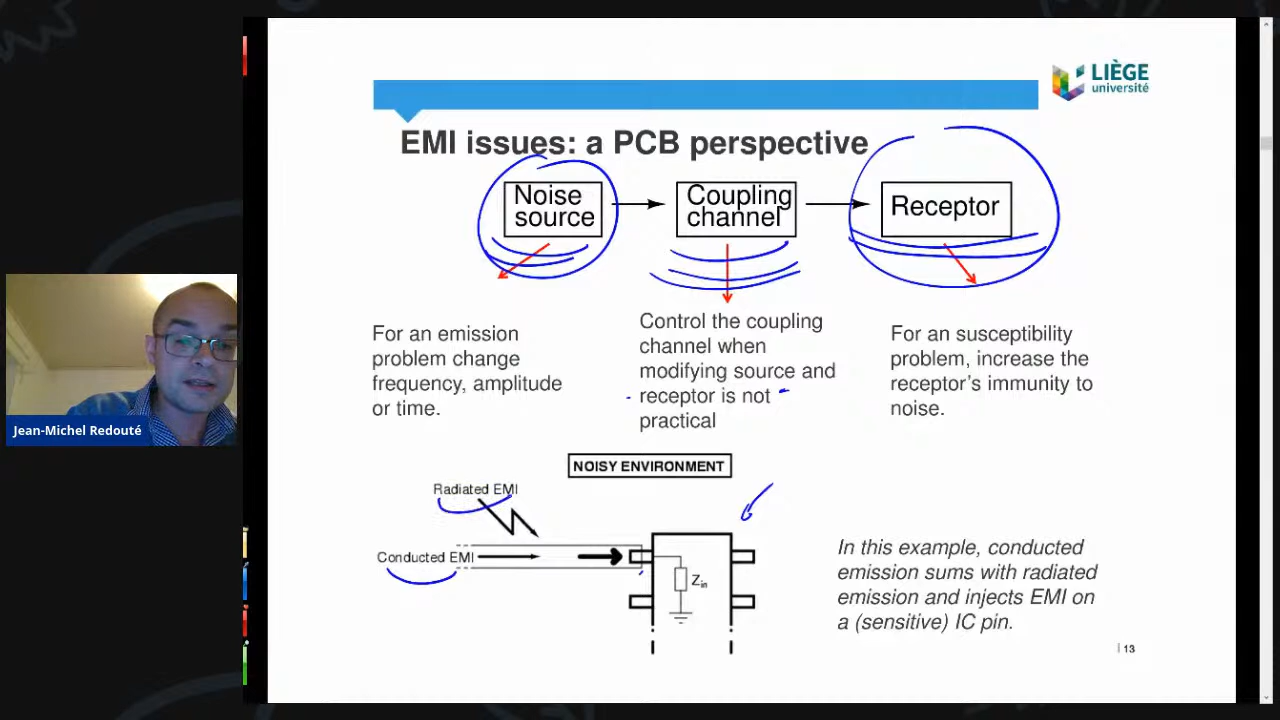 LIÈGE
université
EMI issues: a PCB perspective
Noise
source
Coupling
channel
Receptor
For an emission
problem change
frequency, amplitude
or time.
Control the coupling
channel when
modifying source and
receptor is not
practical
For an susceptibility
problem, increase the
receptor's immunity to
noise.
Jean-Michel Redouté
NOISY ENVIRONMENT
Radiated EMI
Conducted EMI
Zin
In this example, conducted
emission sums with radiated
emission and injects EMI on
a (sensitive) IC pin.
| 13